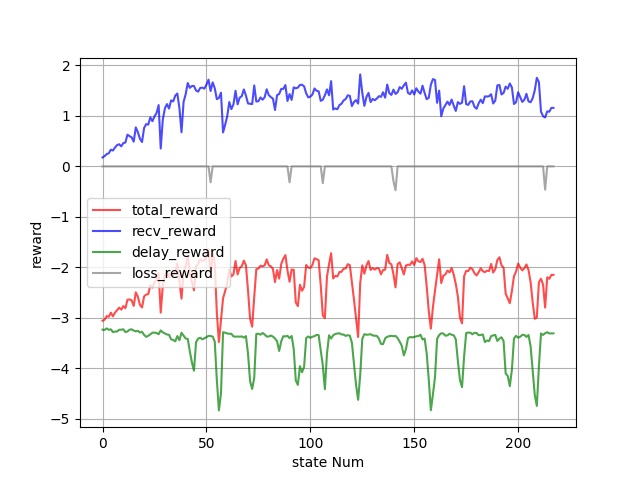 2
1
0
−1
−2
−3
−4
−5
reward
total_reward
recv_reward
delay_reward
loss_reward
0
50
100
150
200
state Num